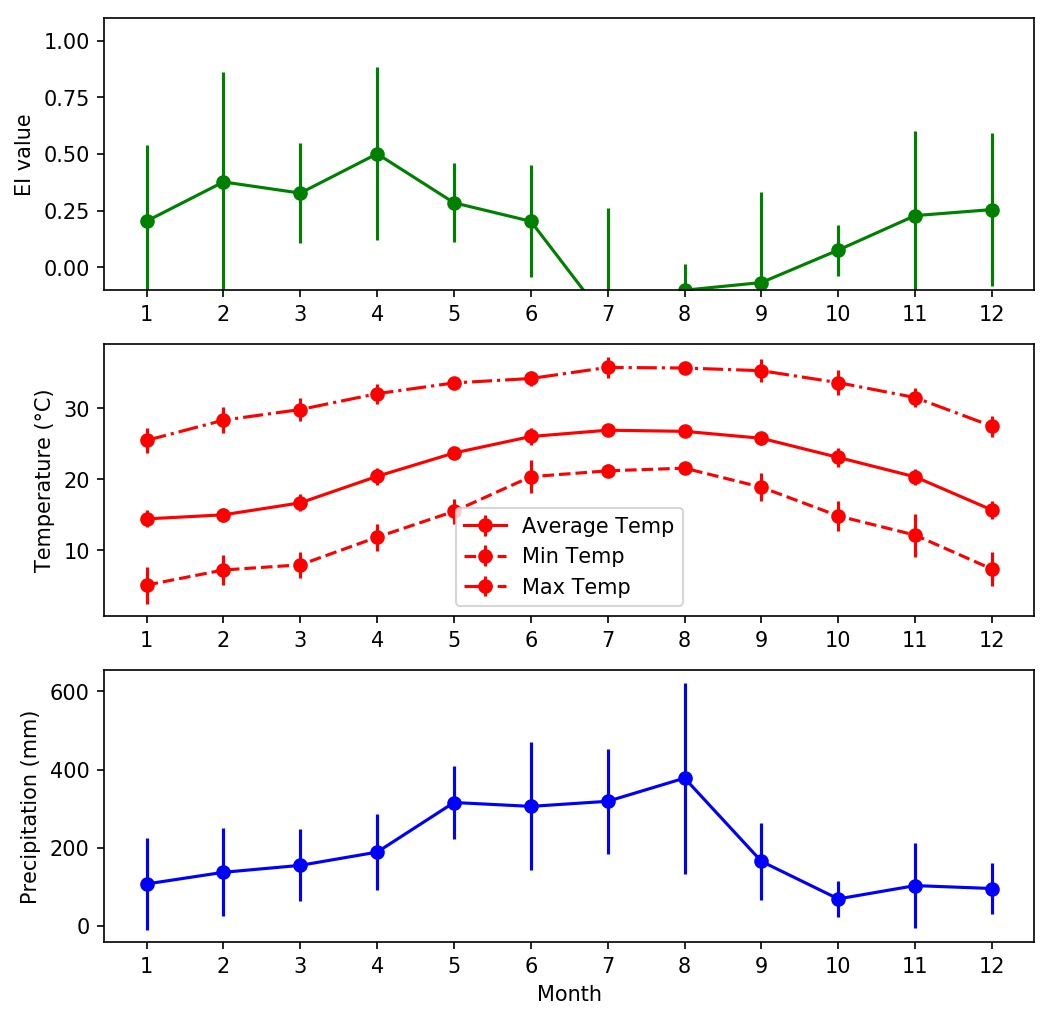 EI value
1.00
0.75
0.50
0.25
0.00
1 2 3 4 5 6 7 8 9 10 11 12
Temperature (°C)
30
20
10
Average Temp
Min Temp
Max Temp
1 2 3 4 5 6 7 8 9 10 11 12
Precipitation (mm)
600
400
200
0
1 2 3 4 5 6 7 8 9 10 11 12
Month